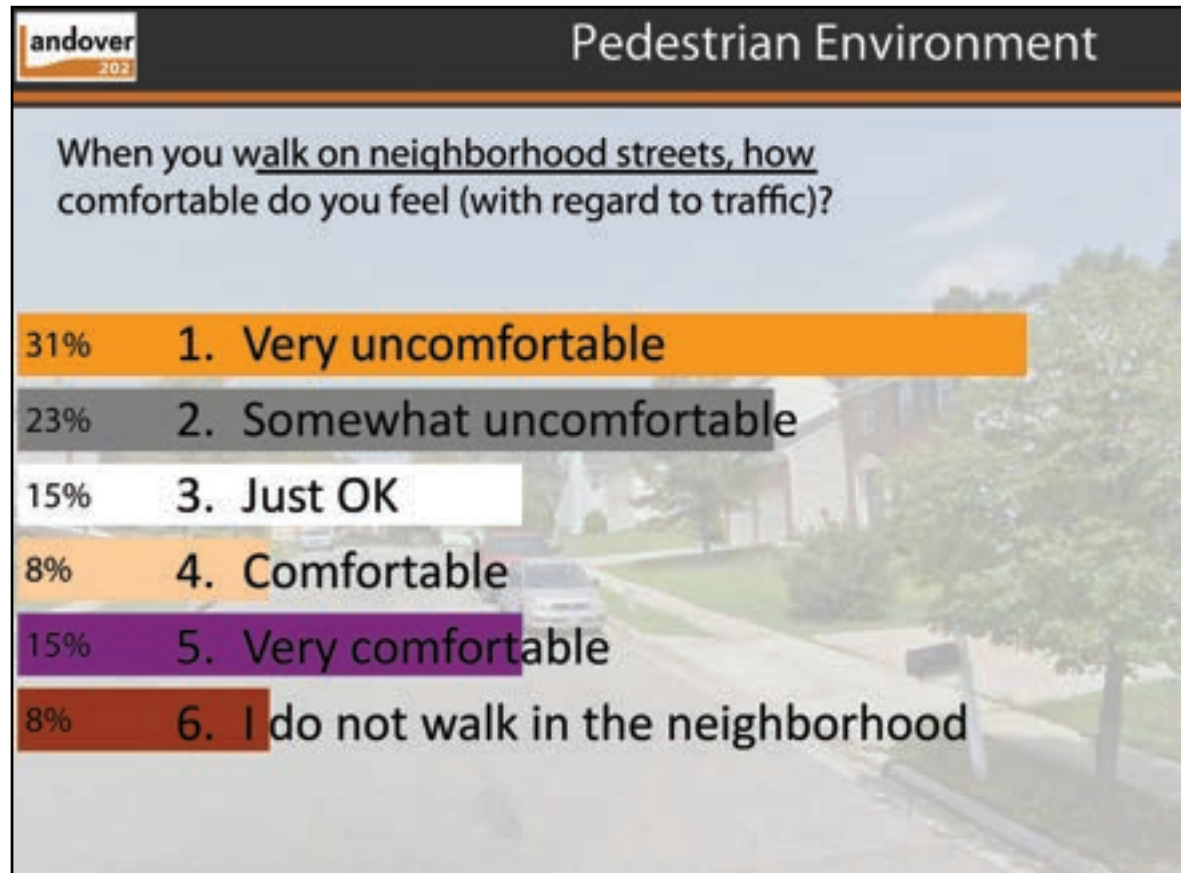 Landover
202
Pedestrian Environment
When you walk on neighborhood streets, how
comfortable do you feel (with regard to traffic)?
31% 1. Very uncomfortable
23% 2. Somewhat uncomfortable
15% 3. Just OK
8% 4. Comfortable
15% 5. Very comfortable
8% 6. I do not walk in the neighborhood